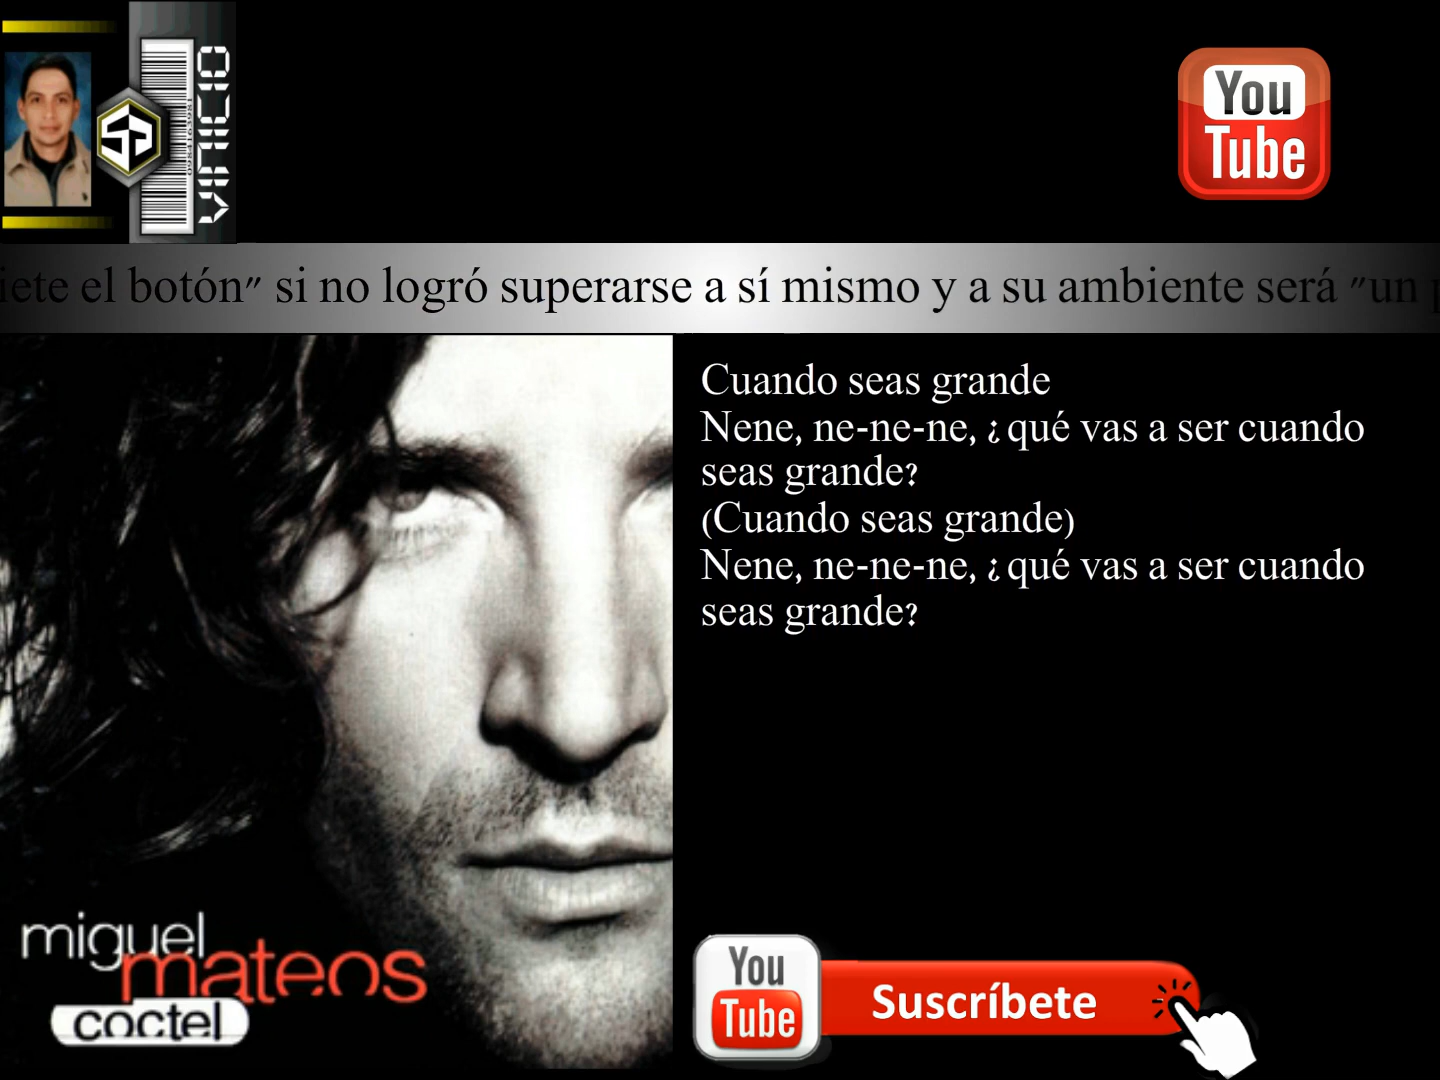 You
Tube
0984163981
iete el botón" si no logró superarse a sí mismo y a su ambiente será "un
Cuando seas grande
Nene, ne-ne-ne, ¿qué vas a ser cuando
seas grande?
(Cuando seas grande)
Nene, ne-ne-ne, ¿qué vas a ser cuando
seas grande?
miguel
mateos
coctel
You
Tube
Suscríbete